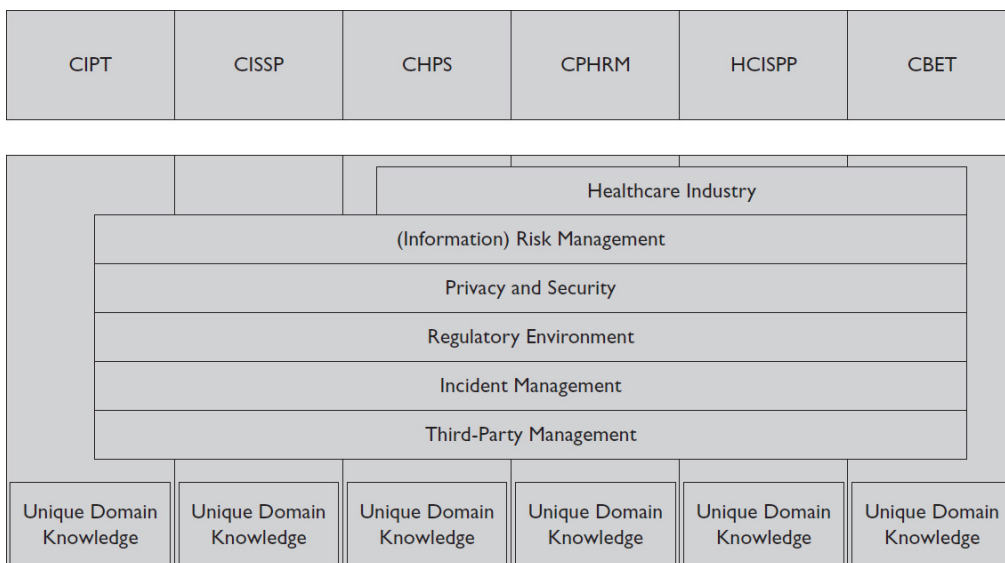 CIPT
CISSP
CHPS
CPHRM
HCISPP
CBET
Healthcare Industry
(Information) Risk Management
Privacy and Security
Regulatory Environment
Incident Management
Third-Party Management
Unique Domain
Knowledge
Unique Domain
Knowledge
Unique Domain
Knowledge
Unique Domain
Knowledge
Unique Domain
Knowledge
Unique Domain
Knowledge